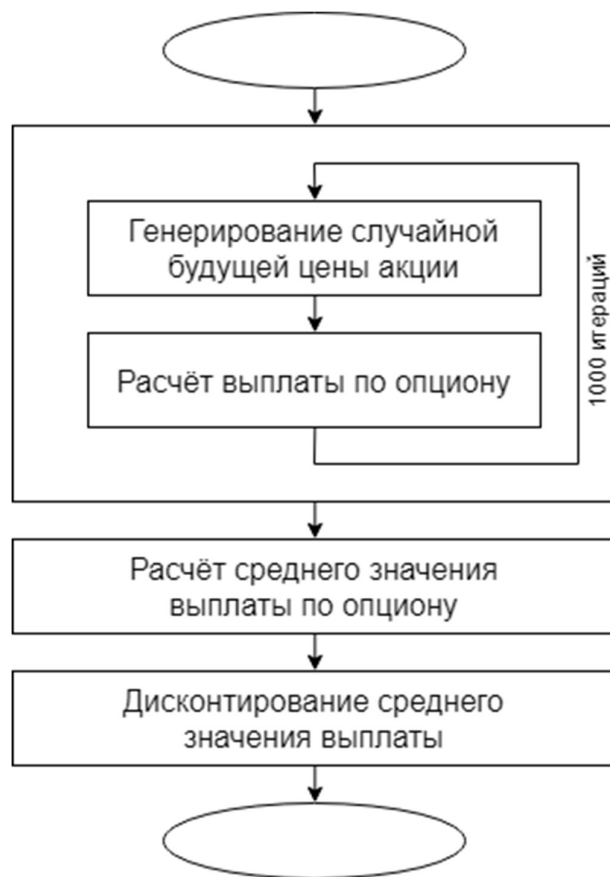 Генерирование случайной
будущей цены акции
Расчёт выплаты по опциону
1000 итераций
Расчёт среднего значения
выплаты по опциону
Дисконтирование среднего
значения выплаты